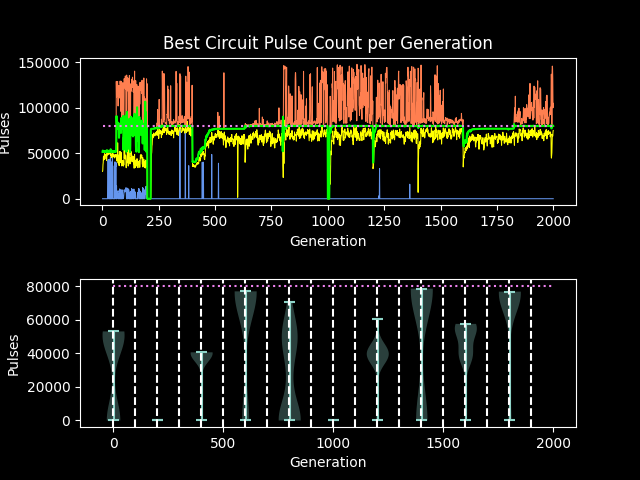 Best Circuit Pulse Count per Generation
150000
100000
50000
0
Pulses
0 250 500 750 1000 1250 1500 1750 2000
Generation
80000
60000
40000
20000
0
Pulses
0 500 1000 1500 2000
Generation